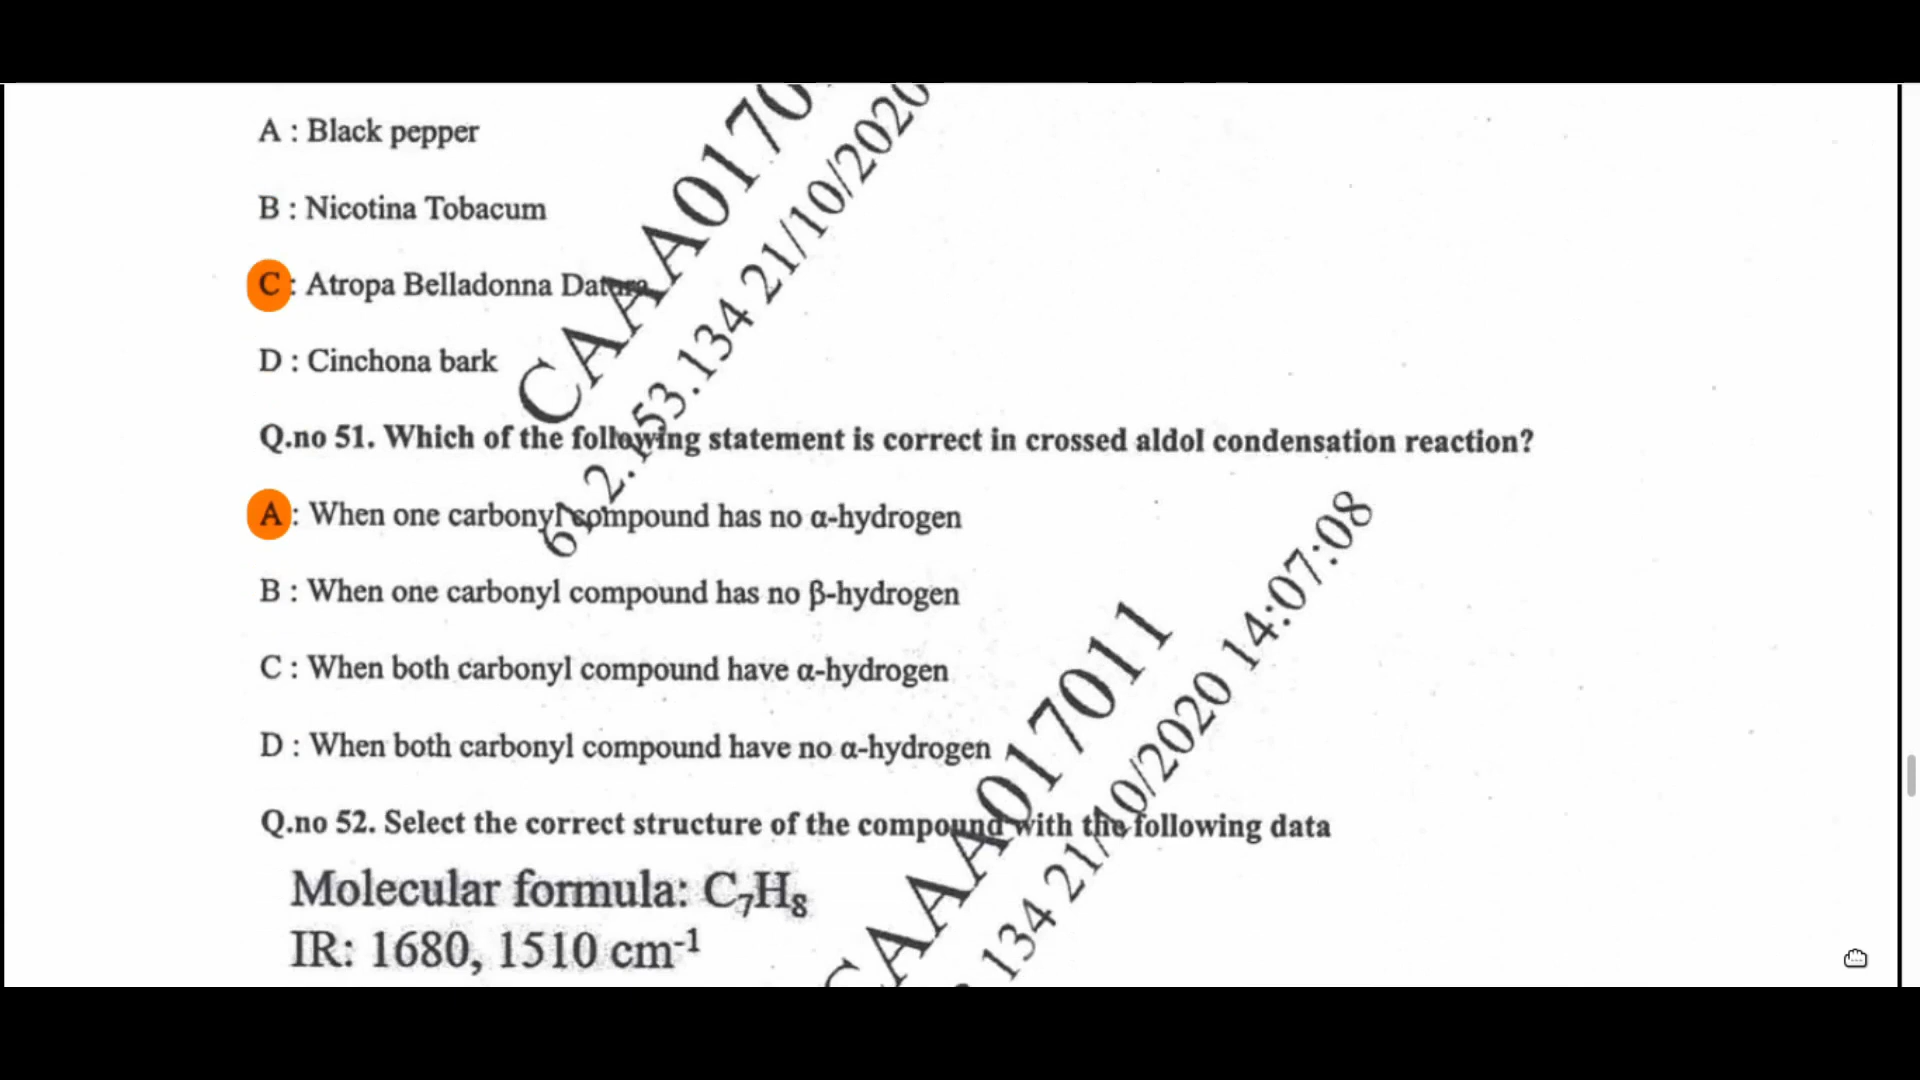 A : Black pepper
B : Nicotina Tobacum
C : Atropa Belladonna Datura
D : Cinchona bark
Q.no 51. Which of the following statement is correct in crossed aldol condensation reaction?
A : When one carbonyl compound has no α-hydrogen
B : When one carbonyl compound has no β-hydrogen
C : When both carbonyl compound have α-hydrogen
D : When both carbonyl compound have no α-hydrogen
Q.no 52. Select the correct structure of the compound with the following data
Molecular formula: C₇H₈
IR: 1680, 1510 cm⁻¹
CAAA0170
61.2.153.134 21/10/2020
CAAA017011
134 21/10/2020 14:07:08